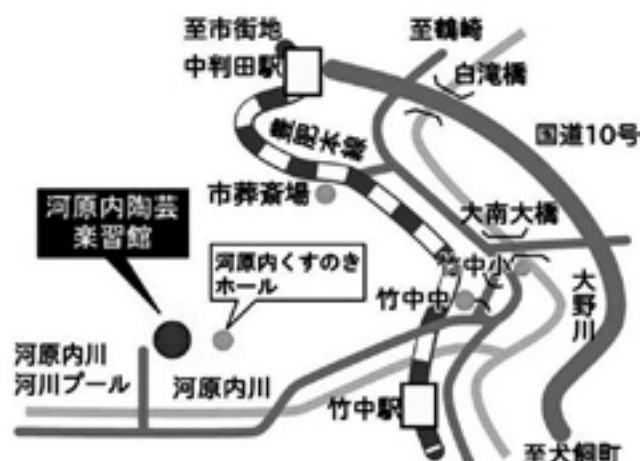 至市街地
中判田駅
至鶴崎
白滝橋
国道10号
豊肥本線
市葬斎場
大南大橋
河原内陶芸
楽習館
河原内くすのき
ホール
竹中小
竹中中
大野川
河原内川
河川プール
河原内川
竹中駅
至犬飼町